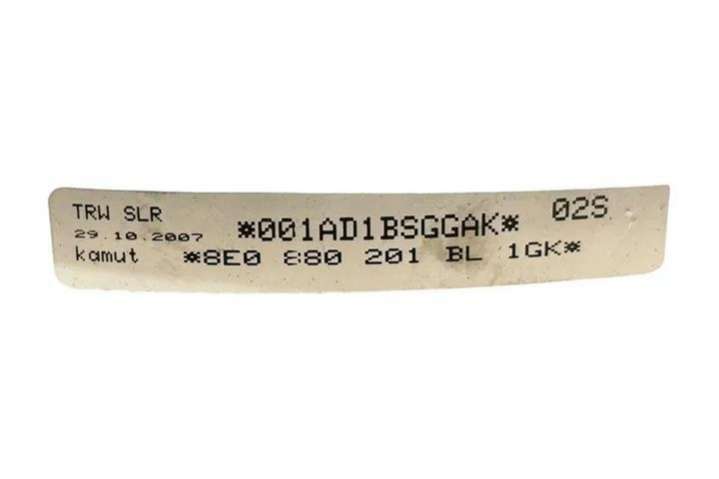 TRW SLR
29.10.2007 *001AD1BSGGAK* 02S
kamut *8E0 880 201 BL 1GK*